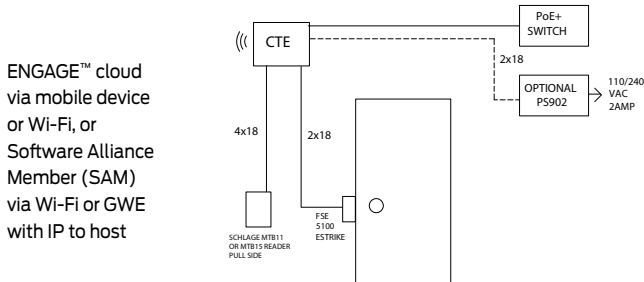 ENGAGE™ cloud
via mobile device
or Wi-Fi, or
Software Alliance
Member (SAM)
via Wi-Fi or GWE
with IP to host
CTE
PoE+
SWITCH
2x18
OPTIONAL
PS902
110/240
VAC
2AMP
4x18
2x18
FSE
5100
ESTRIKE
SCHLAGE MTB11
OR MTB15 READER
PULL SIDE